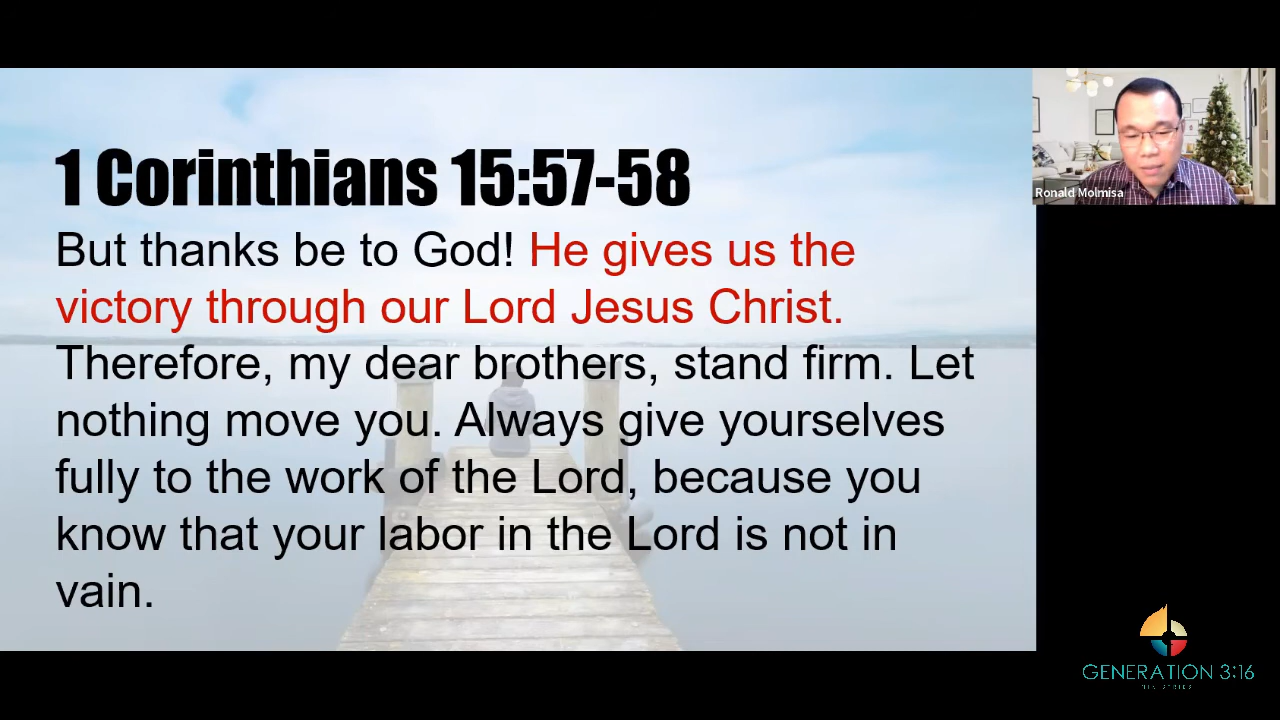 1 Corinthians 15:57-58
But thanks be to God! He gives us the
victory through our Lord Jesus Christ.
Therefore, my dear brothers, stand firm. Let
nothing move you. Always give yourselves
fully to the work of the Lord, because you
know that your labor in the Lord is not in
vain.
Ronald Molmisa
GENERATION 3:16
MINISTRIES